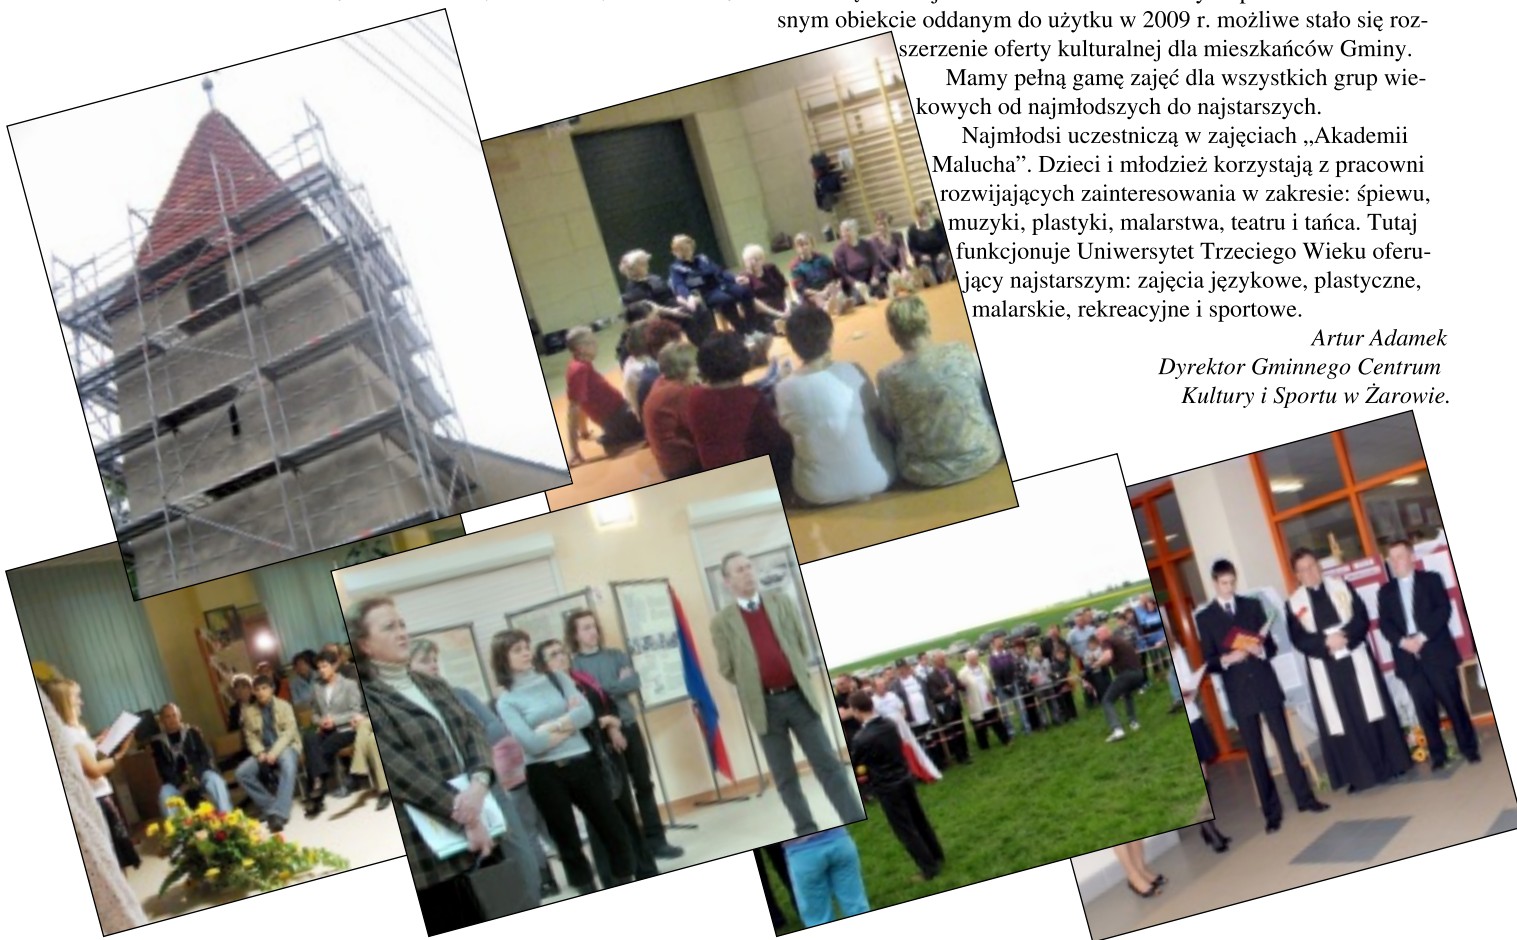 snym obiekcie oddanym do użytku w 2009 r. możliwe stało się roz-
szerzenie oferty kulturalnej dla mieszkańców Gminy.
Mamy pełną gamę zajęć dla wszystkich grup wie-
kowych od najmłodszych do najstarszych.
Najmłodsi uczestniczą w zajęciach „Akademii
Malucha”. Dzieci i młodzież korzystają z pracowni
rozwijających zainteresowania w zakresie: śpiewu,
muzyki, plastyki, malarstwa, teatru i tańca. Tutaj
funkcjonuje Uniwersytet Trzeciego Wieku oferu-
jący najstarszym: zajęcia językowe, plastyczne,
malarskie, rekreacyjne i sportowe.
Artur Adamek
Dyrektor Gminnego Centrum
Kultury i Sportu w Żarowie.